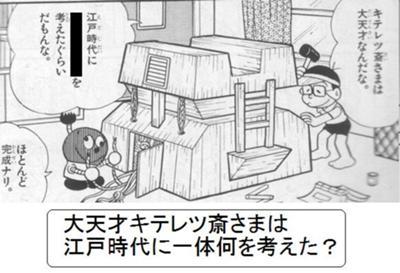 キテレツ斎さまは
大天才なんだな。
江戸時代に
を
考えたぐらい
だもんな。
ほとんど
完成ナリ。
大天才キテレツ斎さまは
江戸時代に一体何を考えた？